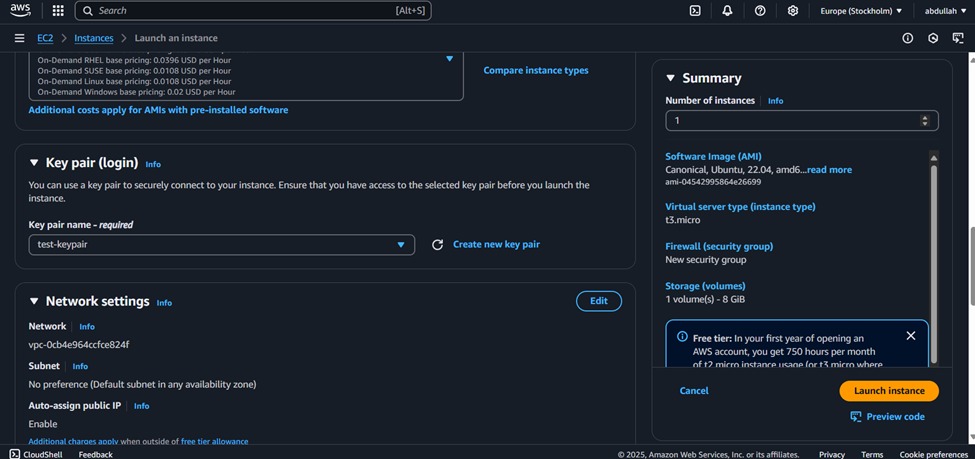 aws
Search
[Alt+S]
Europe (Stockholm)
abdullah
EC2 > Instances > Launch an instance
On-Demand RHEL base pricing: 0.0396 USD per Hour
On-Demand SUSE base pricing: 0.0108 USD per Hour
On-Demand Linux base pricing: 0.0108 USD per Hour
On-Demand Windows base pricing: 0.02 USD per Hour
Compare instance types
Additional costs apply for AMIs with pre-installed software
Key pair (login) Info
You can use a key pair to securely connect to your instance. Ensure that you have access to the selected key pair before you launch the
instance.
Key pair name - required
test-keypair
Create new key pair
Network settings Info
Edit
Network Info
vpc-0cb4e964ccfce824f
Subnet Info
No preference (Default subnet in any availability zone)
Auto-assign public IP Info
Enable
Additional charges apply when outside of free tier allowance
Summary
Number of instances Info
1
Software Image (AMI)
Canonical, Ubuntu, 22.04, amd6...read more
ami-04542995864e26699
Virtual server type (instance type)
t3.micro
Firewall (security group)
New security group
Storage (volumes)
1 volume(s) - 8 GiB
Free tier: In your first year of opening an
AWS account, you get 750 hours per month
of t2.micro instance usage (or t3.micro where
Cancel
Launch instance
Preview code
CloudShell Feedback
© 2025, Amazon Web Services, Inc. or its affiliates. Privacy Terms Cookie preferences